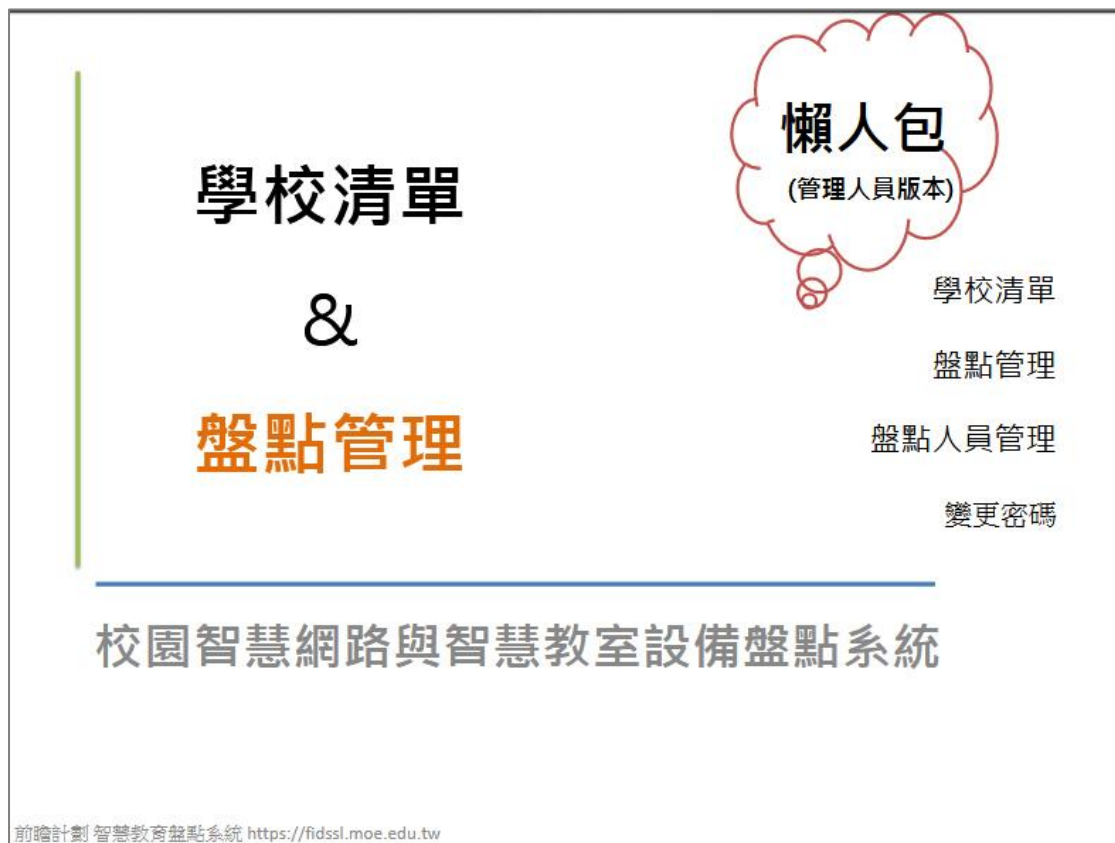 學校清單
&
盤點管理
懶人包
(管理人員版本)
學校清單
盤點管理
盤點人員管理
變更密碼
校園智慧網路與智慧教室設備盤點系統
前瞻計劃 智慧教育盤點系統 https://fidssl.moe.edu.tw